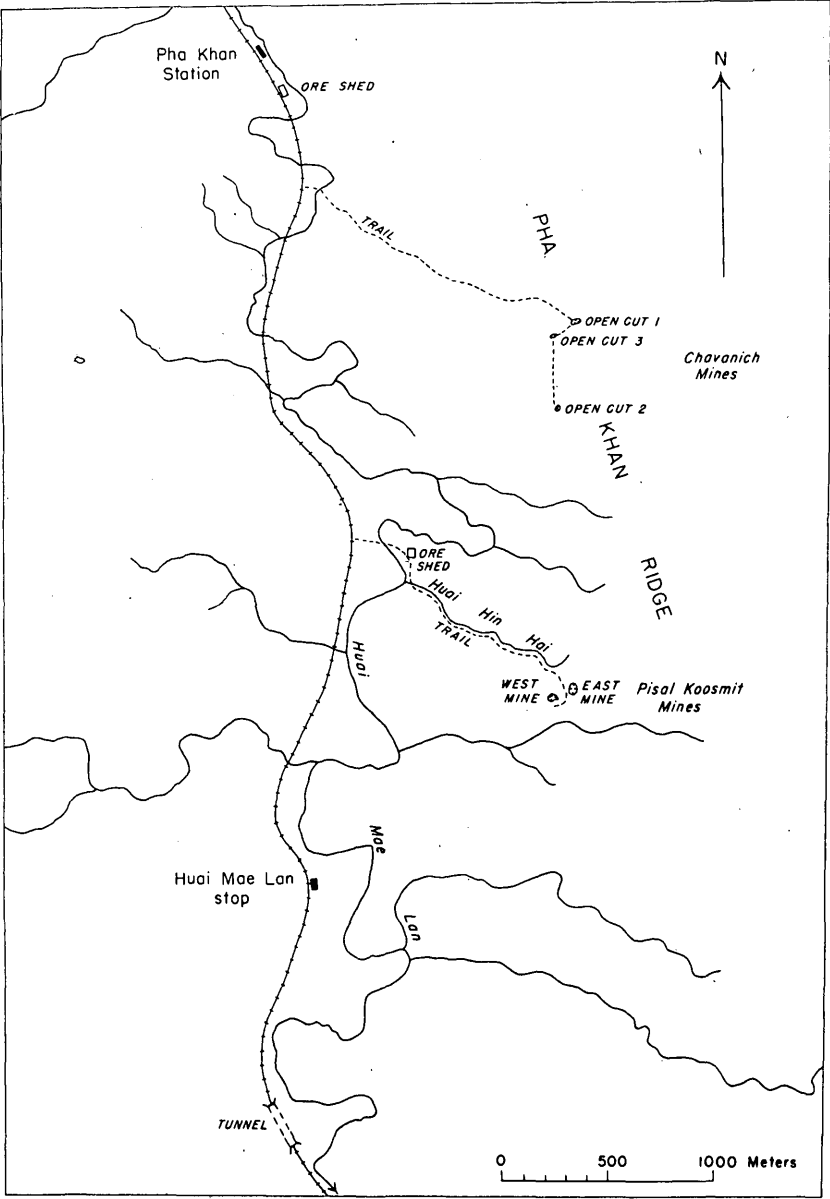 Pha Khan
Station
ORE SHED
N
TRAIL
PHA
OPEN CUT 1
OPEN CUT 3
Chavanich
Mines
OPEN CUT 2
KHAN
ORE
SHED
RIDGE
Huai
Hin
Hai
TRAIL
Huai
WEST
MINE
EAST
MINE
Pisal Koosmit
Mines
Mae
Huai Mae Lan
stop
Lan
TUNNEL
0 500 1000 Meters